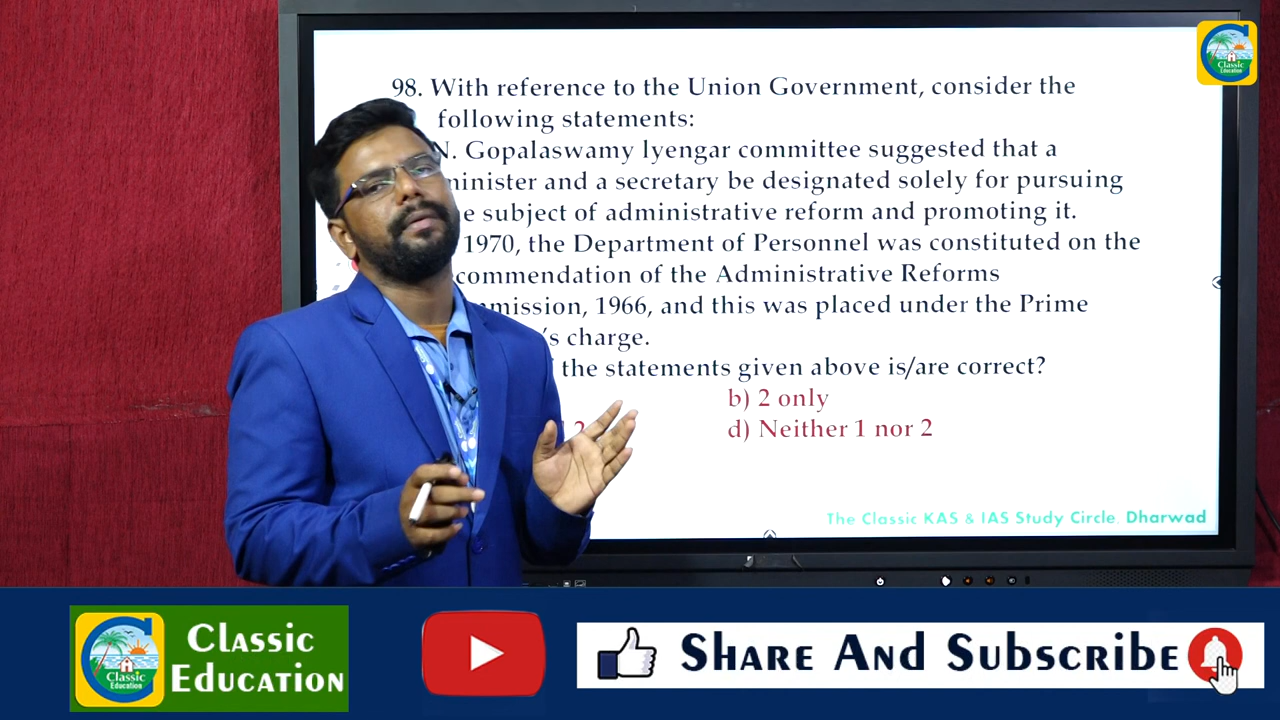 Classic
Education
98. With reference to the Union Government, consider the
following statements:
N. Gopalaswamy Iyengar committee suggested that a
minister and a secretary be designated solely for pursuing
e subject of administrative reform and promoting it.
1970, the Department of Personnel was constituted on the
commendation of the Administrative Reforms
mmission, 1966, and this was placed under the Prime
's charge.
the statements given above is/are correct?
b) 2 only
2
d) Neither 1 nor 2
The Classic KAS & IAS Study Circle, Dharwad
Classic
Education
Classic
Education
Share And Subscribe